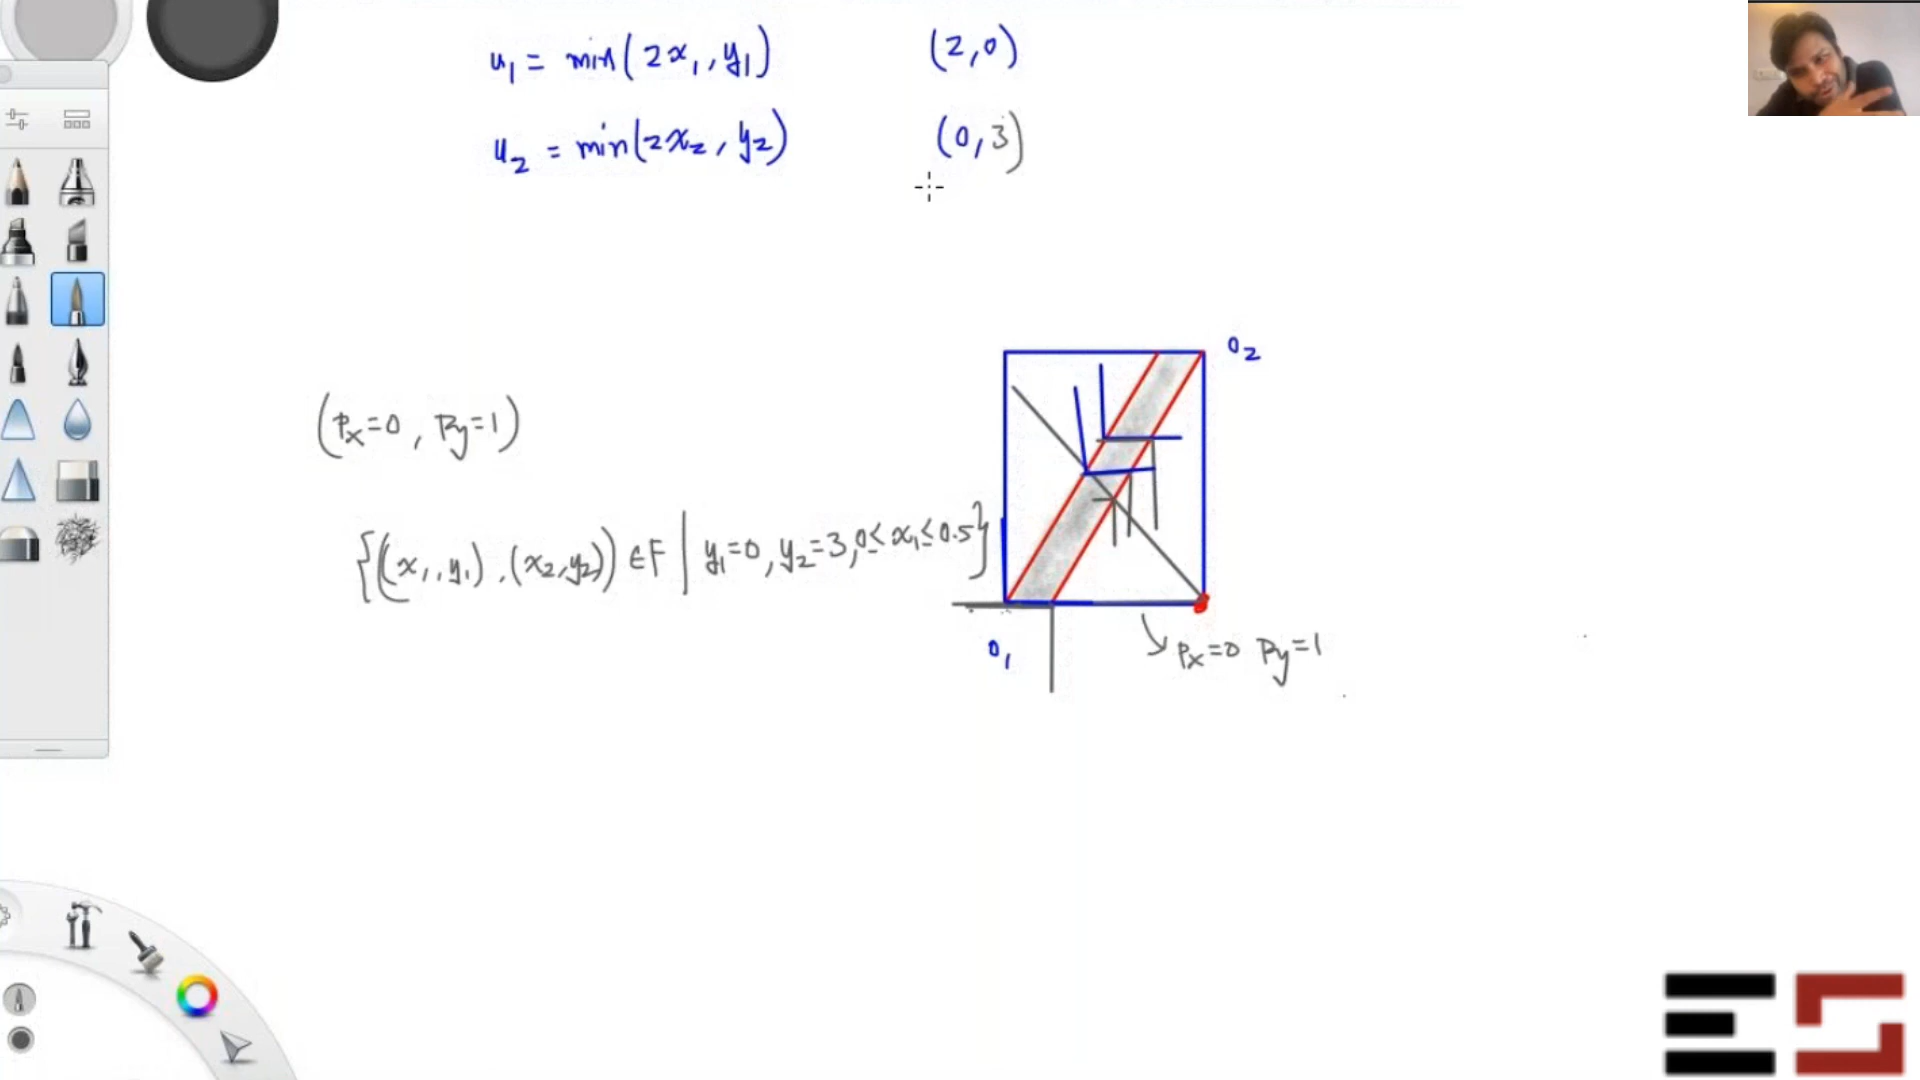 u₁ = min(2x₁, y₁) (2,0)
u₂ = min(2x₂, y₂) (0,3)
O₂
(Px=0, Py=1)
{((x₁,y₁),(x₂,y₂)) ∈ F | y₁=0, y₂=3, 0≤x₁≤0.5}
O₁
Px=0 Py=1
ES